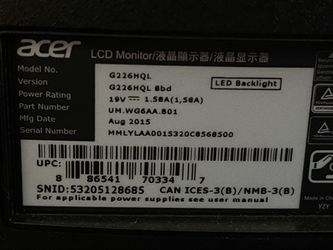 acer LCD Monitor/液晶顯示器/液晶显示器
Model No. G226HQL
Version G226HQL Bbd LED Backlight
Power Rating 19V ⎓ 1.58A(1,58A)
Part Number UM.WG6AA.B01
Mfg Date Aug 2015
Serial Number MMLYLAA0015320C8568500
UPC:
8 86541 70334 7
SNID:53205128685 CAN ICES-3(B)/NMB-3(B)
For applicable power supplies see user manual
Made in
YZY